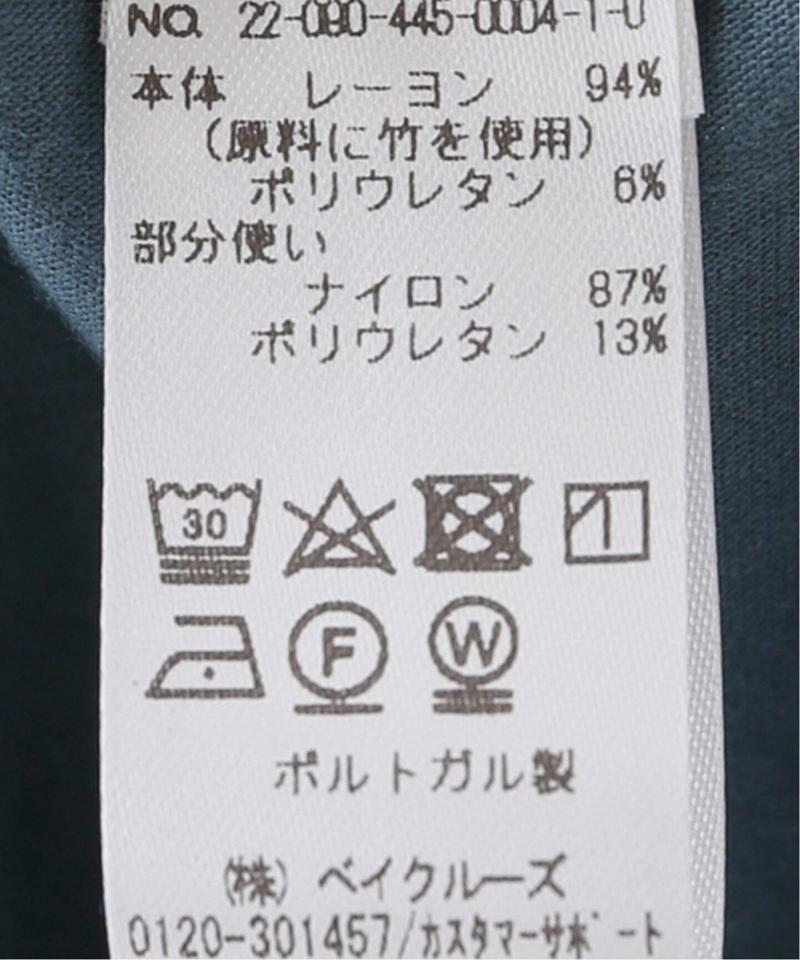 NO. 22-080-445-0004-1-0
本体 レーヨン 94%
(原料に竹を使用)
ポリウレタン 6%
部分使い
ナイロン 87%
ポリウレタン 13%
30
F W
ポルトガル製
(株) ベイクルーズ
0120-301457/カスタマーサポート